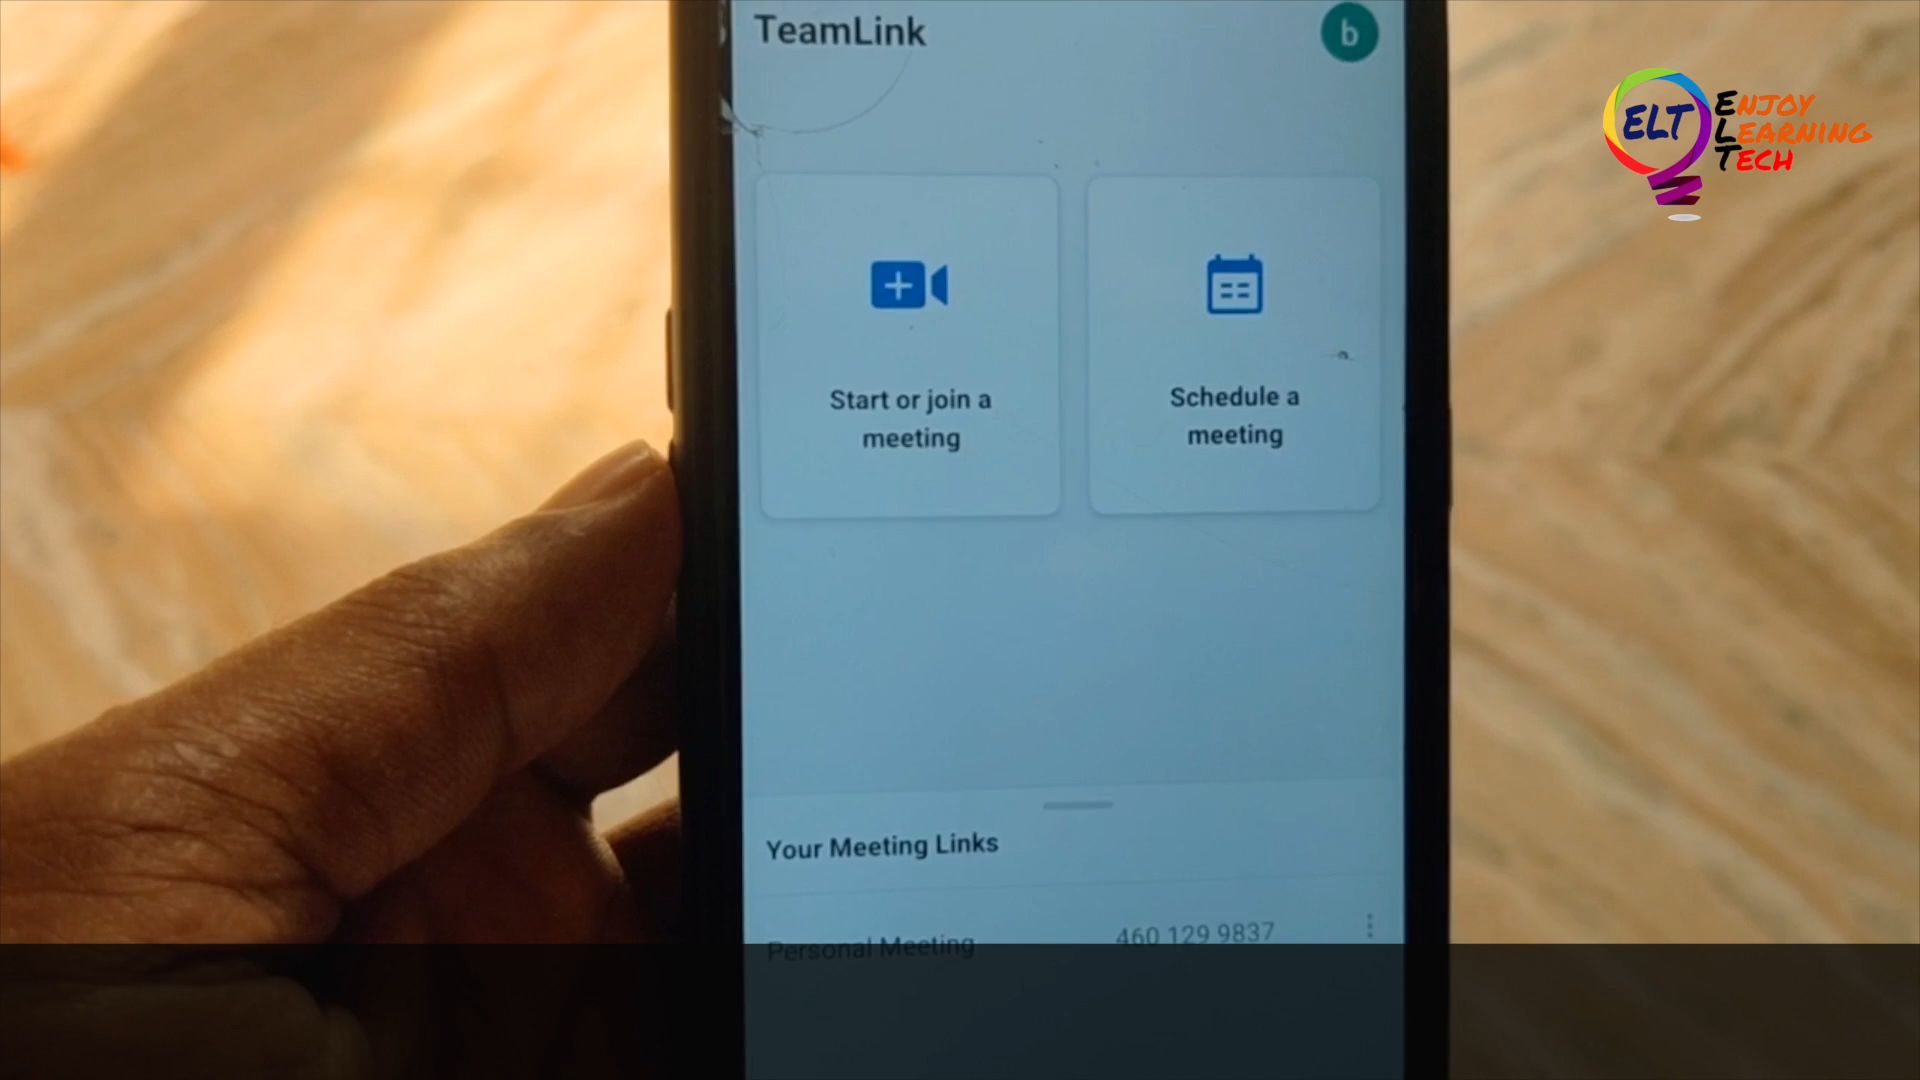 TeamLink
b
ELT
ENJOY
LEARNING
TECH
Start or join a
meeting
Schedule a
meeting
Your Meeting Links
Personal Meeting
460 129 9837